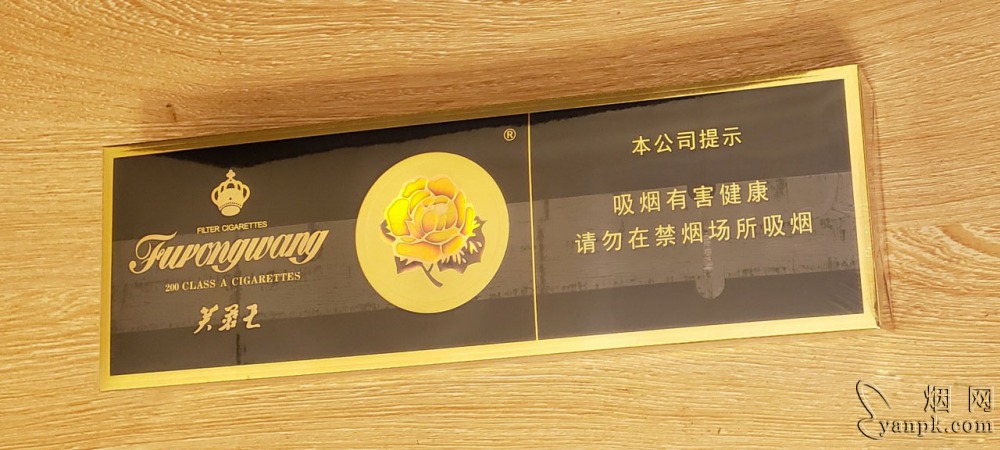 FILTER CIGARETTES
Furongwang
200 CLASS A CIGARETTES
芙蓉王
®
本公司提示
吸烟有害健康
请勿在禁烟场所吸烟
烟网
yanpk.com